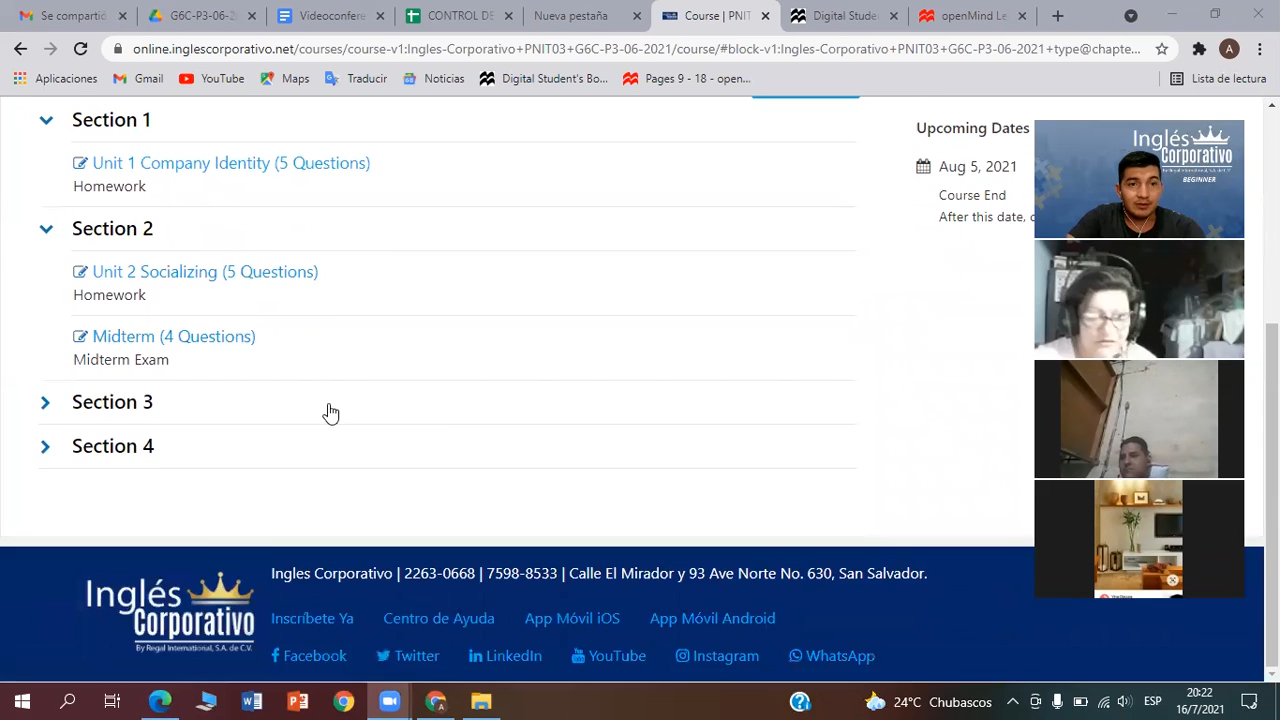 Se compartid
G6C-P3-06-2
Videoconfere
CONTROL DE
Nueva pestaña
Course | PNIT
Digital Studen
openMind Le
online.inglescorporativo.net/courses/course-v1:Ingles-Corporativo+PNIT03+G6C-P3-06-2021/course/#block-v1:Ingles-Corporativo+PNIT03+G6C-P3-06-2021+type@chapte...
A
Aplicaciones
Gmail
YouTube
Maps
Traducir
Noticias
Digital Student's Bo...
Pages 9 - 18 - open...
Lista de lectura
Section 1
Unit 1 Company Identity (5 Questions)
Homework
Section 2
Unit 2 Socializing (5 Questions)
Homework
Midterm (4 Questions)
Midterm Exam
Section 3
Section 4
Upcoming Dates
Aug 5, 2021
Course End
After this date, c
Inglés
Corporativo
By Regal International, S.A. de C.V.
BEGINNER
Inglés
Corporativo
By Regal International, S.A. de C.V.
Ingles Corporativo | 2263-0668 | 7598-8533 | Calle El Mirador y 93 Ave Norte No. 630, San Salvador.
Inscríbete Ya
Centro de Ayuda
App Móvil iOS
App Móvil Android
Facebook
Twitter
LinkedIn
YouTube
Instagram
WhatsApp
24°C Chubascos
ESP
20:22
16/7/2021